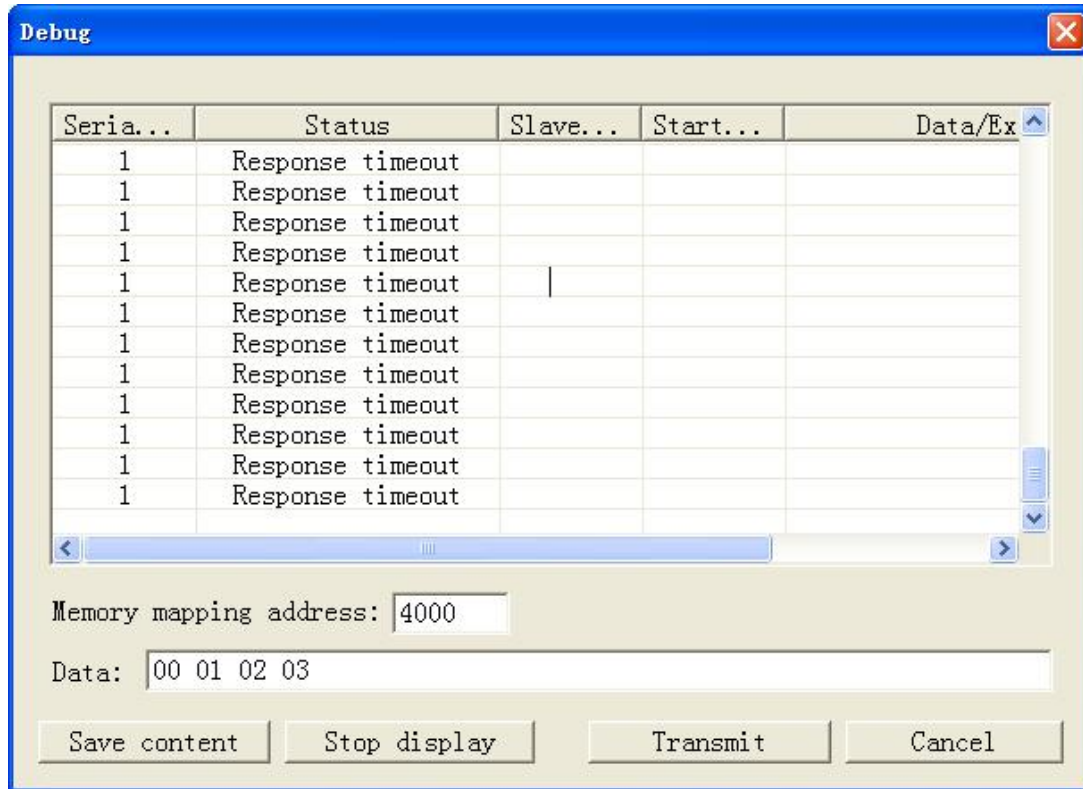 Debug
Seria... Status Slave... Start... Data/Ex
1 Response timeout
1 Response timeout
1 Response timeout
1 Response timeout
1 Response timeout
1 Response timeout
1 Response timeout
1 Response timeout
1 Response timeout
1 Response timeout
1 Response timeout
1 Response timeout
Memory mapping address: 4000
Data: 00 01 02 03
Save content Stop display Transmit Cancel